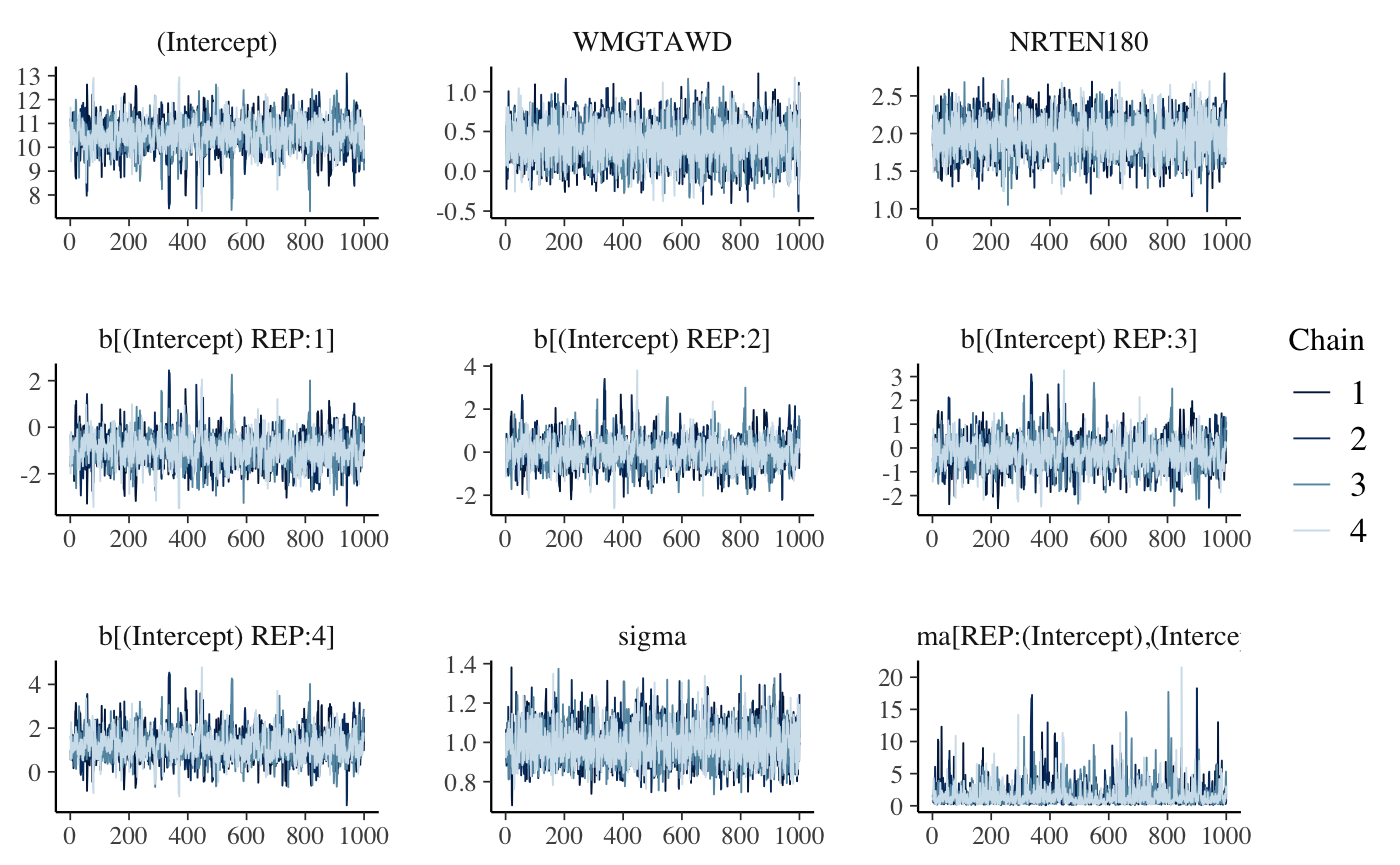 (Intercept) WMGTAWD NRTEN180
13 12 11 10 9 8
0 200 400 600 800 1000
1.0 0.5 0.0 -0.5
0 200 400 600 800 1000
2.5 2.0 1.5 1.0
0 200 400 600 800 1000
b[(Intercept) REP:1] b[(Intercept) REP:2] b[(Intercept) REP:3]
2 0 -2
0 200 400 600 800 1000
4 2 0 -2
0 200 400 600 800 1000
3 2 1 0 -1 -2
0 200 400 600 800 1000
Chain
1
2
3
4
b[(Intercept) REP:4] sigma ma[REP:(Intercept),(Interce
4 2 0
0 200 400 600 800 1000
1.4 1.2 1.0 0.8
0 200 400 600 800 1000
20 15 10 5 0
0 200 400 600 800 1000